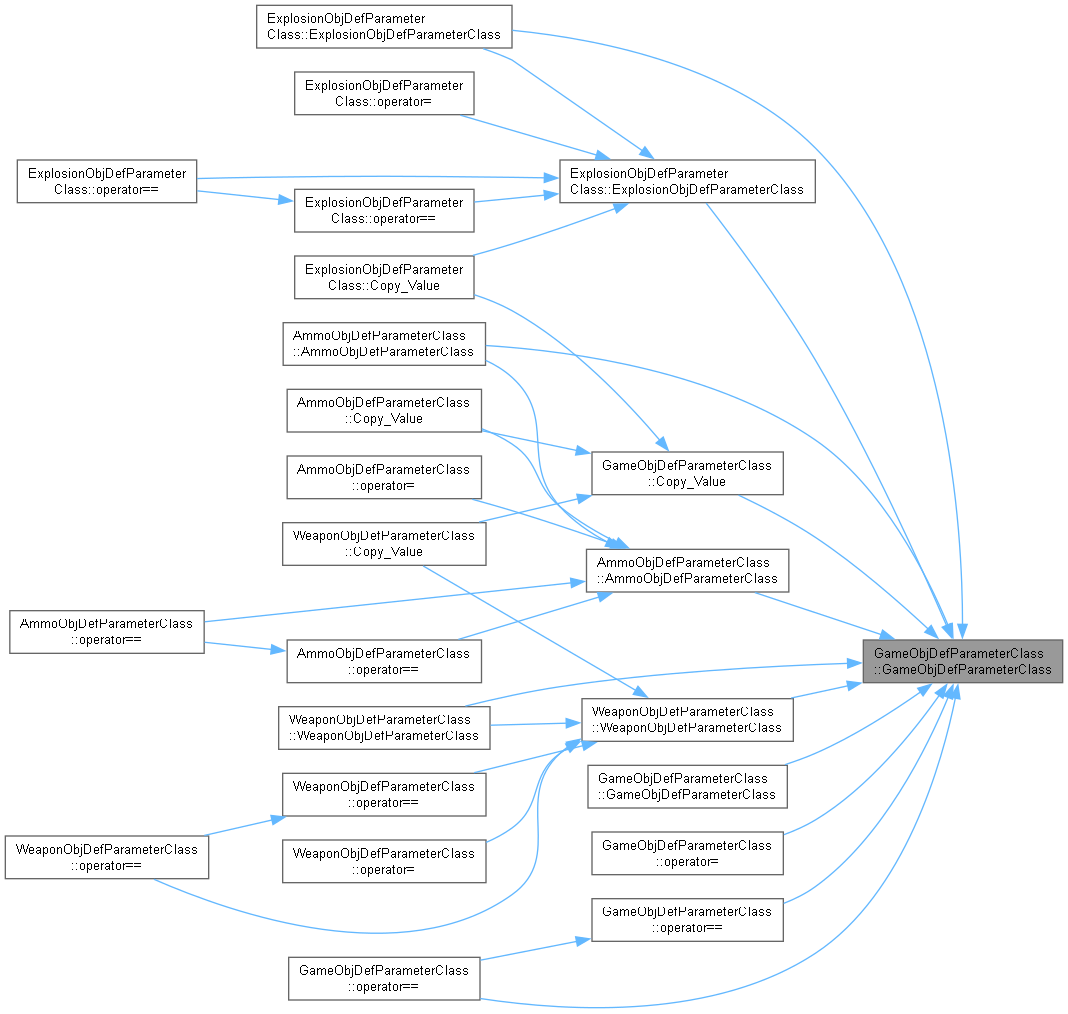 ExplosionObjDefParameter
Class::ExplosionObjDefParameterClass
ExplosionObjDefParameter
Class::operator=
ExplosionObjDefParameter
Class::operator==
ExplosionObjDefParameter
Class::ExplosionObjDefParameterClass
ExplosionObjDefParameter
Class::operator==
ExplosionObjDefParameter
Class::Copy_Value
AmmoObjDefParameterClass
::AmmoObjDefParameterClass
AmmoObjDefParameterClass
::Copy_Value
GameObjDefParameterClass
::Copy_Value
AmmoObjDefParameterClass
::operator=
WeaponObjDefParameterClass
::Copy_Value
AmmoObjDefParameterClass
::AmmoObjDefParameterClass
AmmoObjDefParameterClass
::operator==
AmmoObjDefParameterClass
::operator==
GameObjDefParameterClass
::GameObjDefParameterClass
WeaponObjDefParameterClass
::WeaponObjDefParameterClass
WeaponObjDefParameterClass
::WeaponObjDefParameterClass
GameObjDefParameterClass
::GameObjDefParameterClass
WeaponObjDefParameterClass
::operator==
WeaponObjDefParameterClass
::operator==
WeaponObjDefParameterClass
::operator=
GameObjDefParameterClass
::operator=
GameObjDefParameterClass
::operator==
GameObjDefParameterClass
::operator==